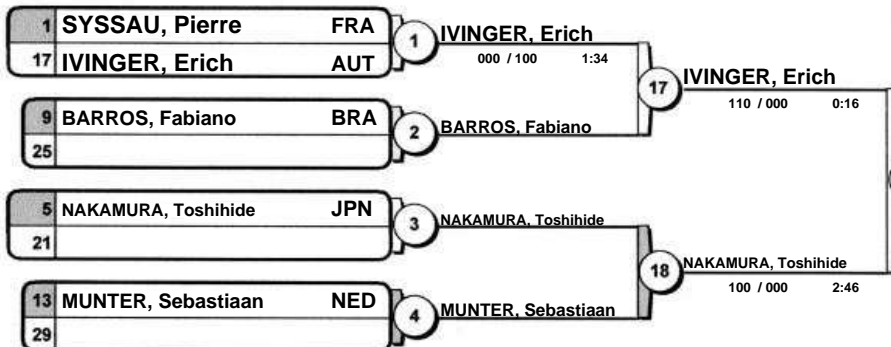 1 SYSSAU, Pierre FRA
17 IVINGER, Erich AUT
1 IVINGER, Erich
000 / 100 1:34
9 BARROS, Fabiano BRA
25
2 BARROS, Fabiano
17 IVINGER, Erich
110 / 000 0:16
5 NAKAMURA, Toshihide JPN
21
3 NAKAMURA, Toshihide
13 MUNTER, Sebastiaan NED
29
4 MUNTER, Sebastiaan
18 NAKAMURA, Toshihide
100 / 000 2:46